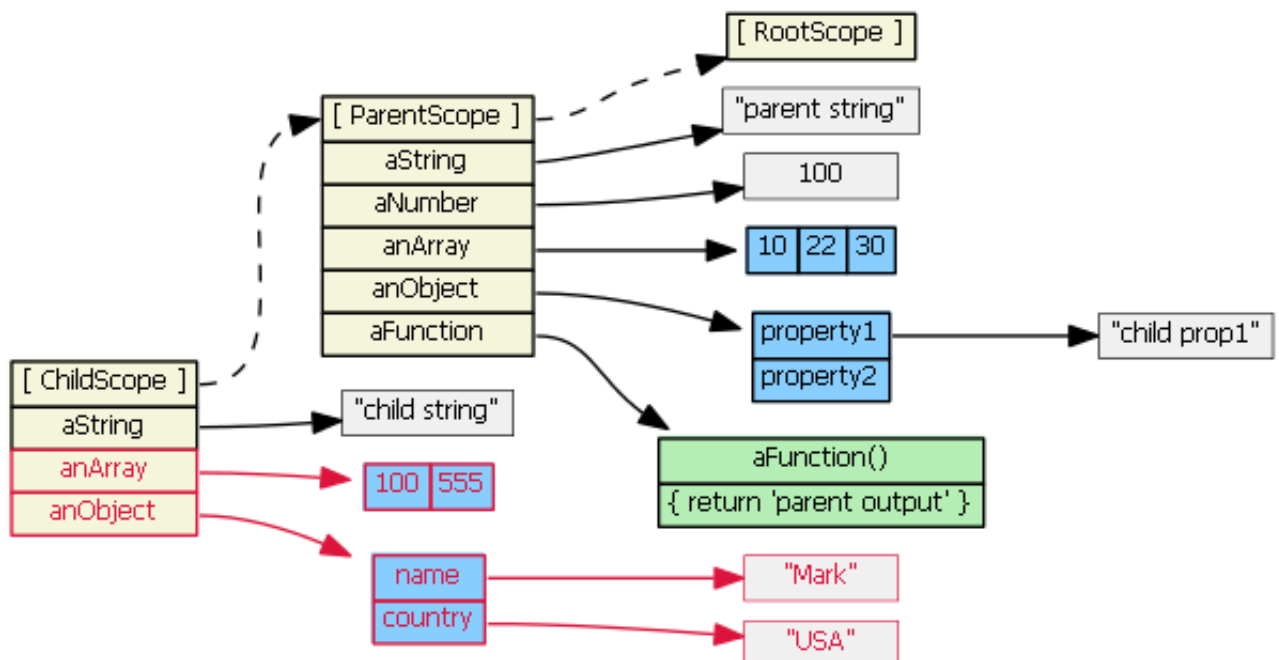 [ RootScope ]
[ ParentScope ]
aString
aNumber
anArray
anObject
aFunction
"parent string"
100
10 22 30
property1
property2
"child prop1"
aFunction()
{ return 'parent output' }
[ ChildScope ]
aString
anArray
anObject
"child string"
100 555
name
country
"Mark"
"USA"